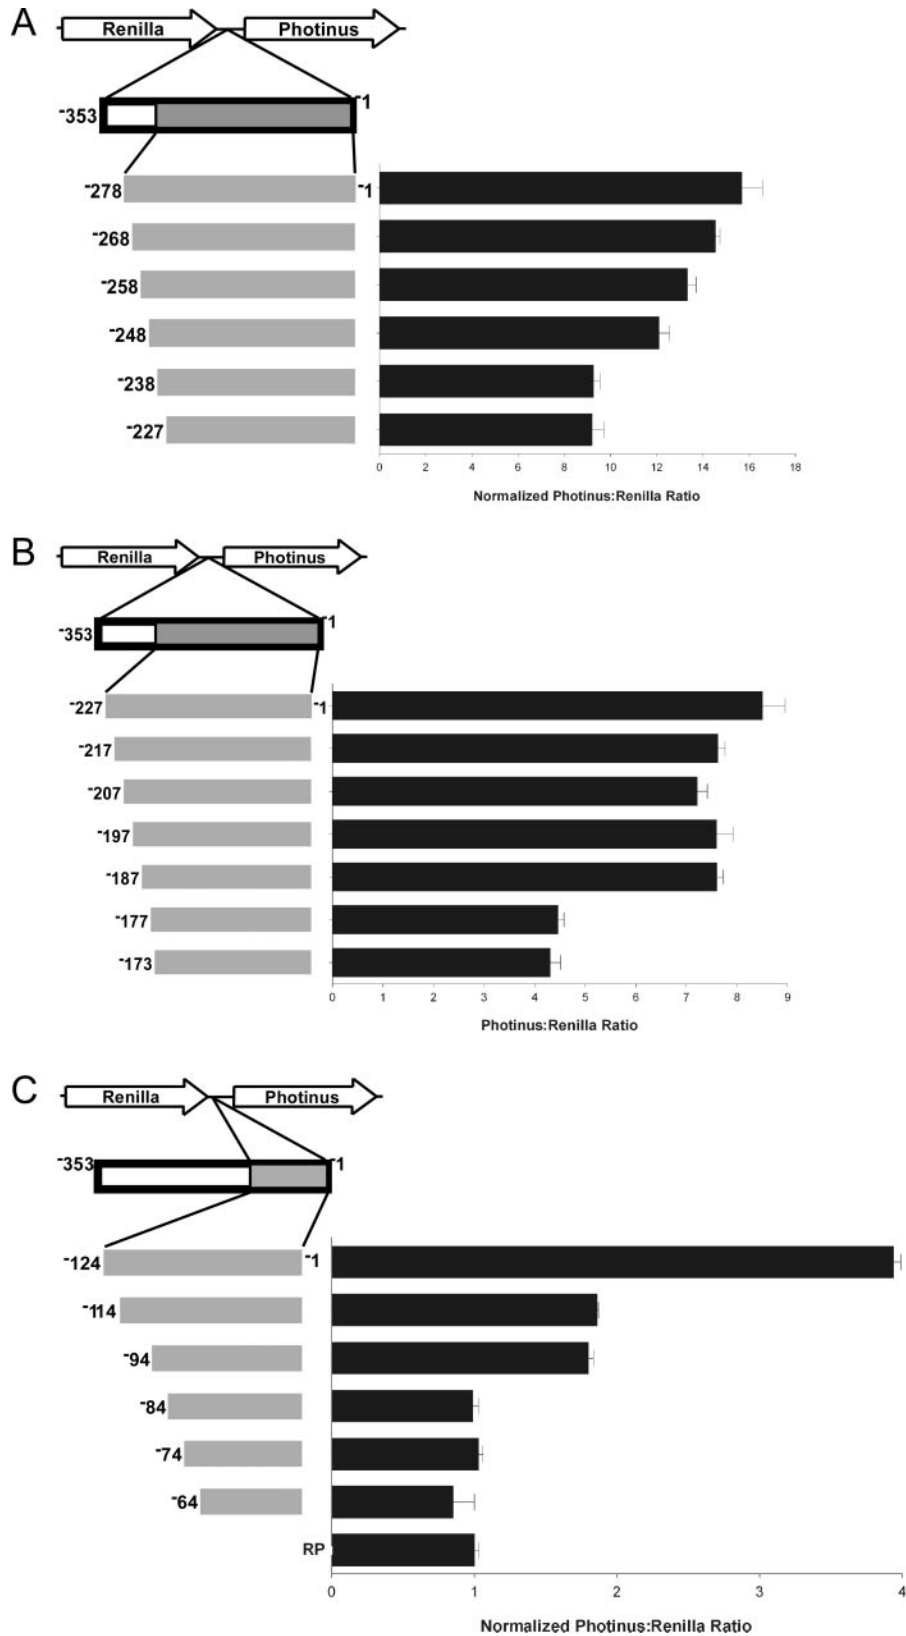 A
Renilla Photinus
-353 -1
-278 -1
-268
-258
-248
-238
-227
0 2 4 6 8 10 12 14 16 18
Normalized Photinus:Renilla Ratio
B
Renilla Photinus
-353 -1
-227 -1
-217
-207
-197
-187
-177
-173
0 1 2 3 4 5 6 7 8 9
Photinus:Renilla Ratio
C
Renilla Photinus
-353 -1
-124 -1
-114
-94
-84
-74
-64
RP
0 1 2 3 4
Normalized Photinus:Renilla Ratio